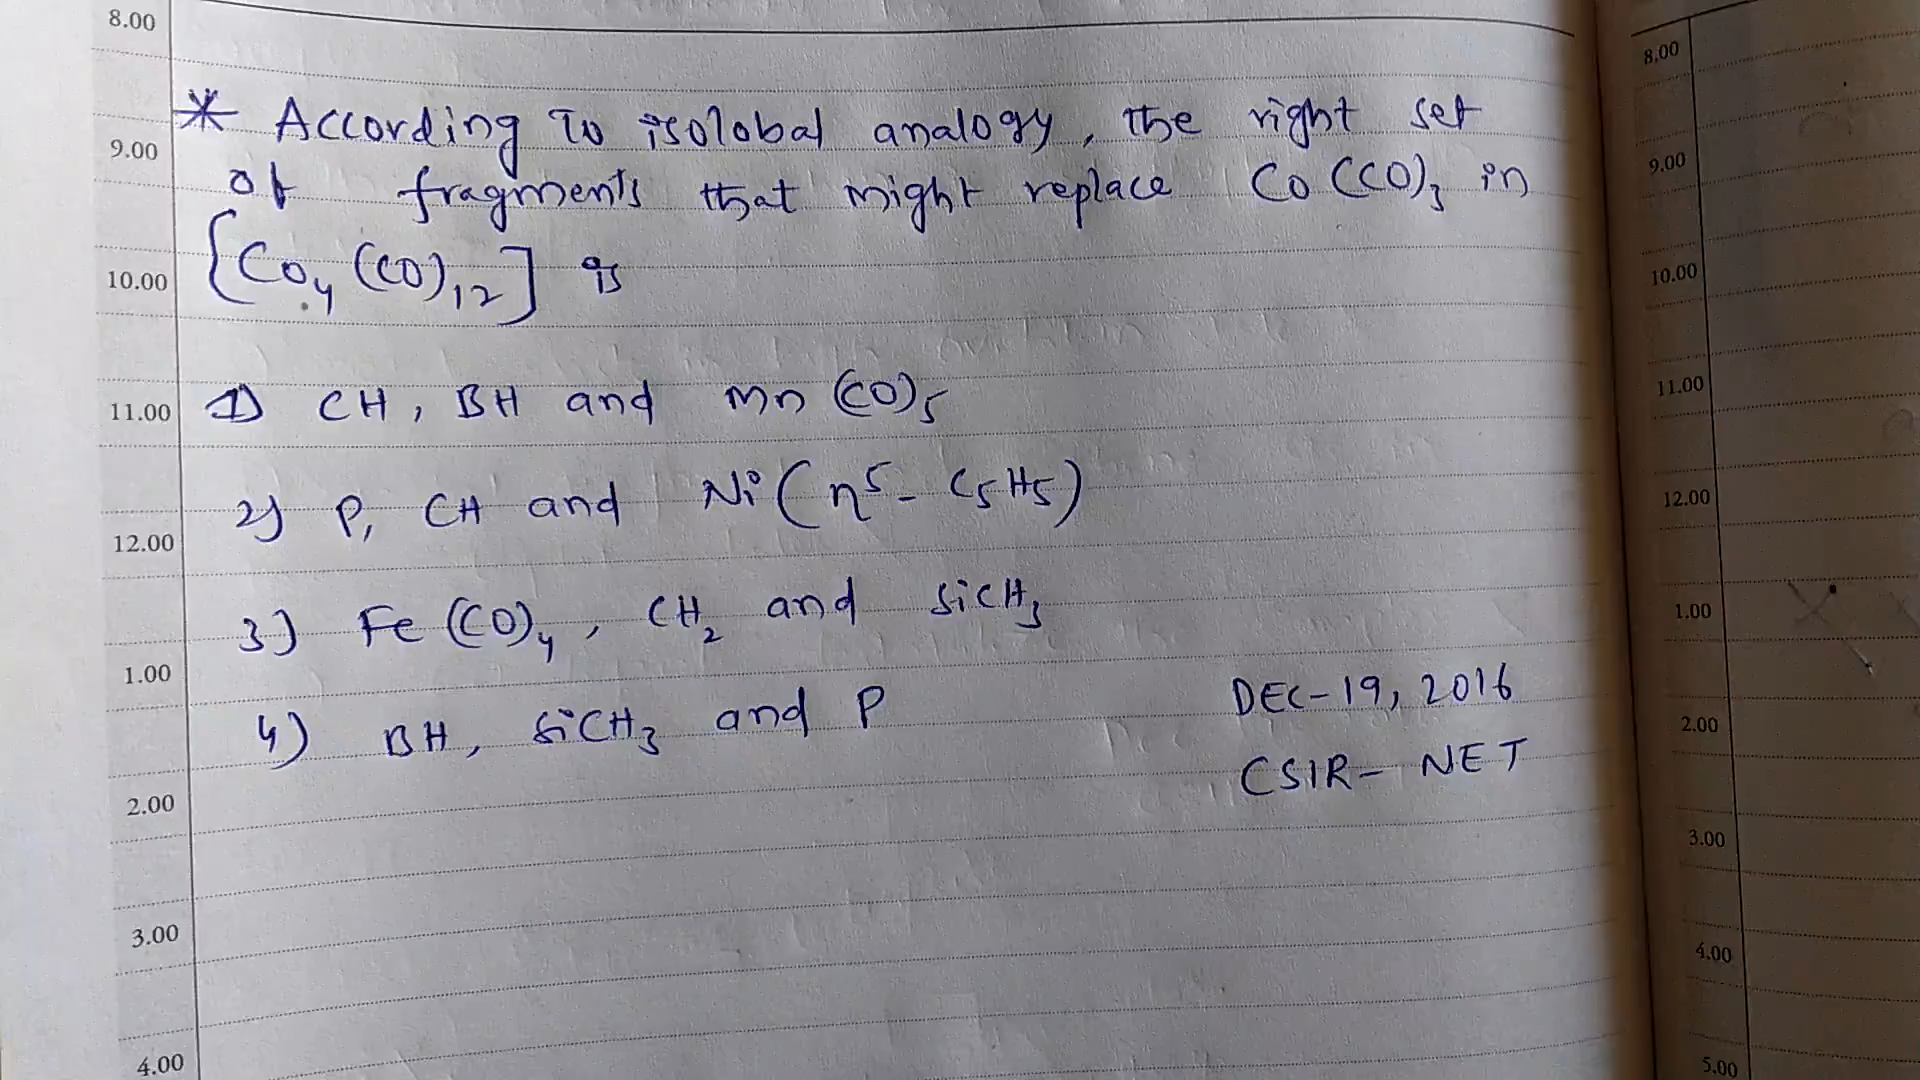 8.00
* According to isolobal analogy, the right set
9.00
of fragments that might replace Co(CO)3 in
[Co4(CO)12] is
10.00
11.00 1) CH, BH and Mn(CO)5
2) P, CH and Ni(η5-C5H5)
12.00
3) Fe(CO)4, CH2 and SiCH3
1.00
4) BH, SiCH3 and P
DEC-19, 2016
CSIR-NET
2.00
3.00
4.00
8.00
9.00
10.00
11.00
12.00
1.00
2.00
3.00
4.00
5.00